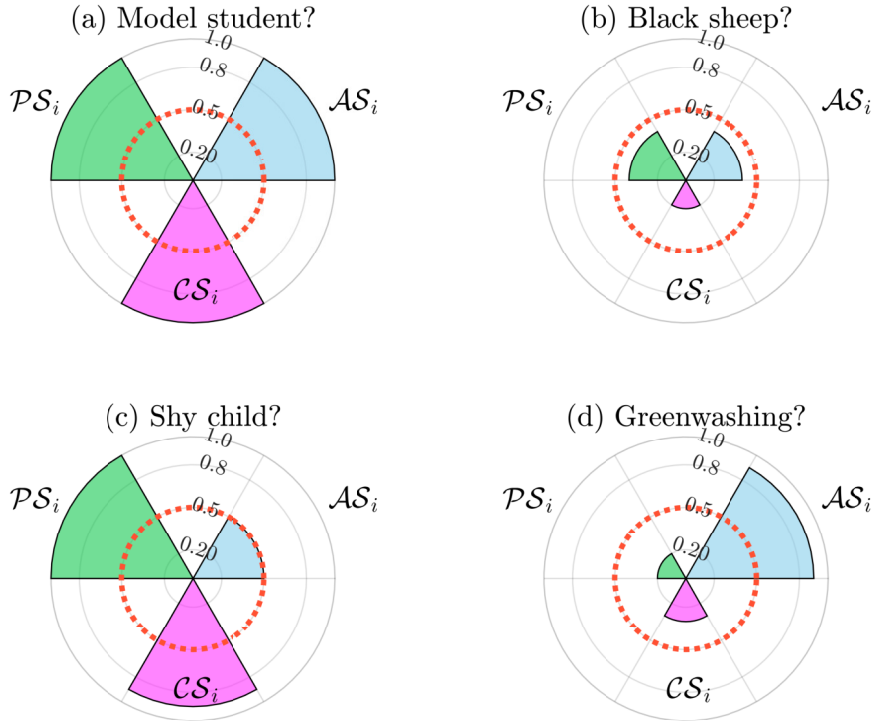 (a) Model student?
1.0
0.8
0.5
0.20
𝒫𝒮ᵢ
𝒜𝒮ᵢ
𝒞𝒮ᵢ
(b) Black sheep?
1.0
0.8
0.5
0.20
𝒫𝒮ᵢ
𝒜𝒮ᵢ
𝒞𝒮ᵢ
(c) Shy child?
1.0
0.8
0.5
0.20
𝒫𝒮ᵢ
𝒜𝒮ᵢ
𝒞𝒮ᵢ
(d) Greenwashing?
1.0
0.8
0.5
0.20
𝒫𝒮ᵢ
𝒜𝒮ᵢ
𝒞𝒮ᵢ